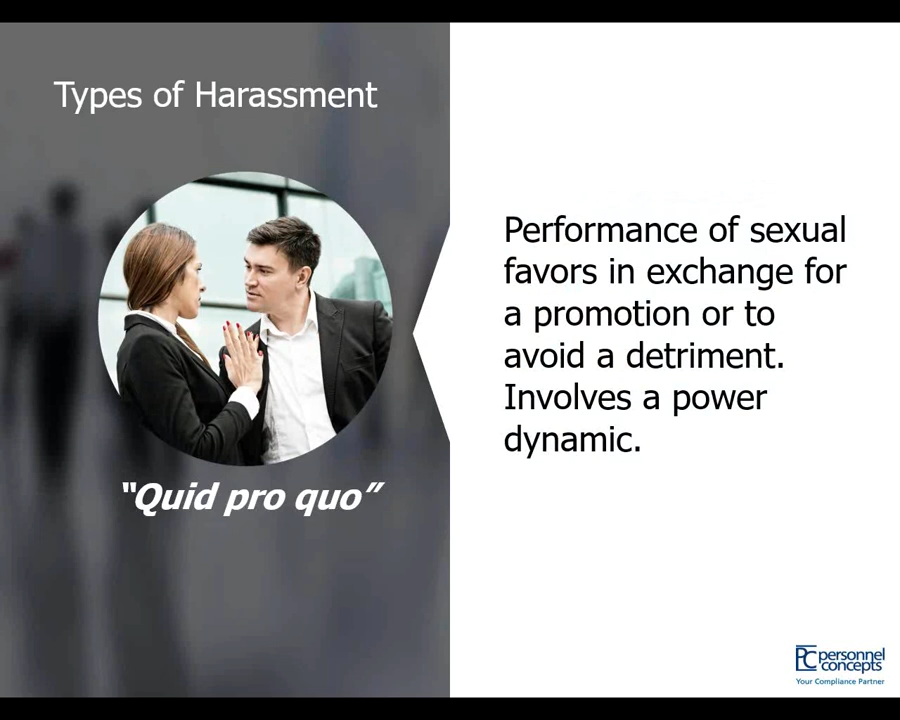 Types of Harassment
“Quid pro quo”
Performance of sexual
favors in exchange for
a promotion or to
avoid a detriment.
Involves a power
dynamic.
PC personnel
concepts
Your Compliance Partner